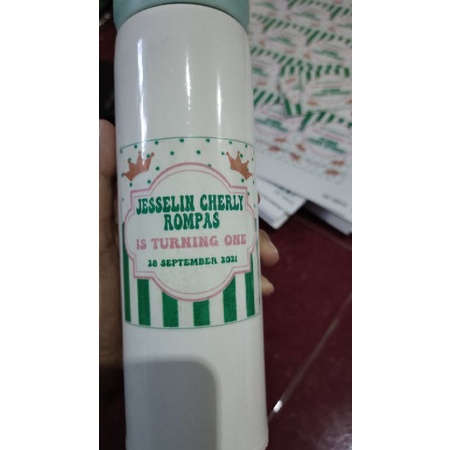 JESSELIN CHERLY
ROMPAS
IS TURNING ONE
28 SEPTEMBER 2021